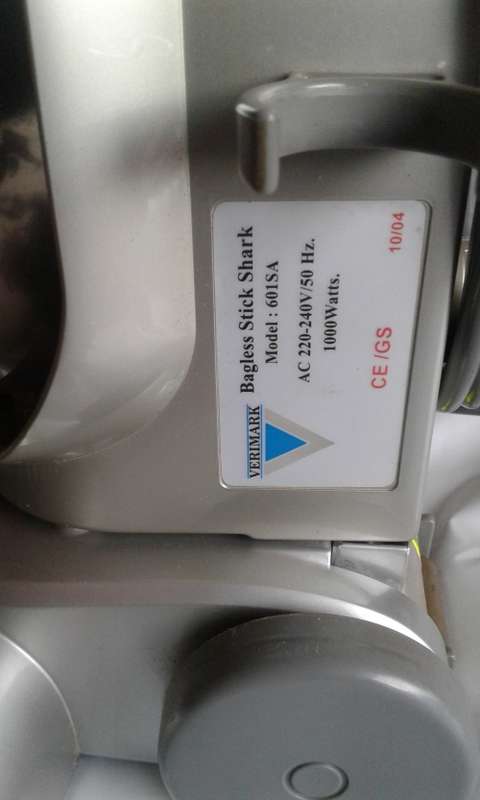 VERIMARK
Bagless Stick Shark
Model : 601SA
AC 220-240V/50 Hz.
1000Watts.
CE/GS
10/04